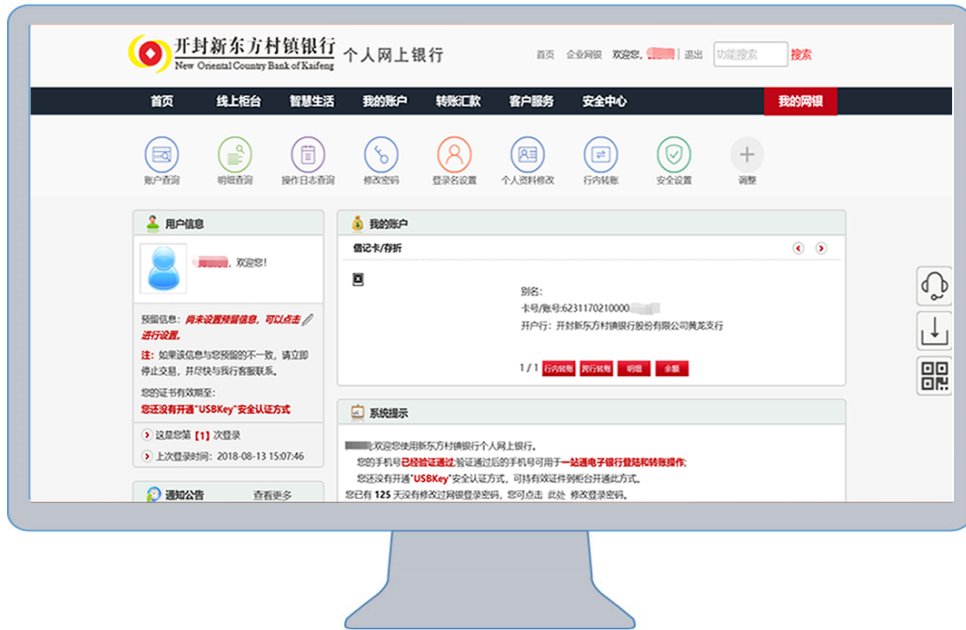 开封新东方村镇银行 个人网上银行
New Oriental Country Bank of Kaifeng
首页 企业网银 欢迎您, 退出 功能搜索 搜索
首页 线上柜台 智慧生活 我的账户 转账汇款 客户服务 安全中心 我的网银
账户查询 明细查询 操作日志查询 修改密码 登录名设置 个人资料修改 行内转账 安全设置 调整
用户信息
, 欢迎您!
预留信息: 尚未设置预留信息, 可以点击
进行设置。
注: 如果该信息与您预留的不一致, 请立即
停止交易, 并尽快与我行客服联系。
您的证书有效期至:
您还没有开通"USBKey"安全认证方式
这是您第【1】次登录
上次登录时间: 2018-08-13 15:07:46
通知公告 查看更多
我的账户
借记卡/存折
别名:
卡号/账号:6231170210000
开户行: 开封新东方村镇银行股份有限公司黄龙支行
1 / 1 行内转账 跨行转账 明细 余额
系统提示
:欢迎您使用新东方村镇银行个人网上银行。
您的手机号已经验证通过;验证通过后的手机号可用于一站通电子银行登陆和转账操作;
您还没有开通"USBKey"安全认证方式, 可持有效证件到柜台开通此方式。
您已有 125 天没有修改过网银登录密码, 您可点击 此处 修改登录密码。